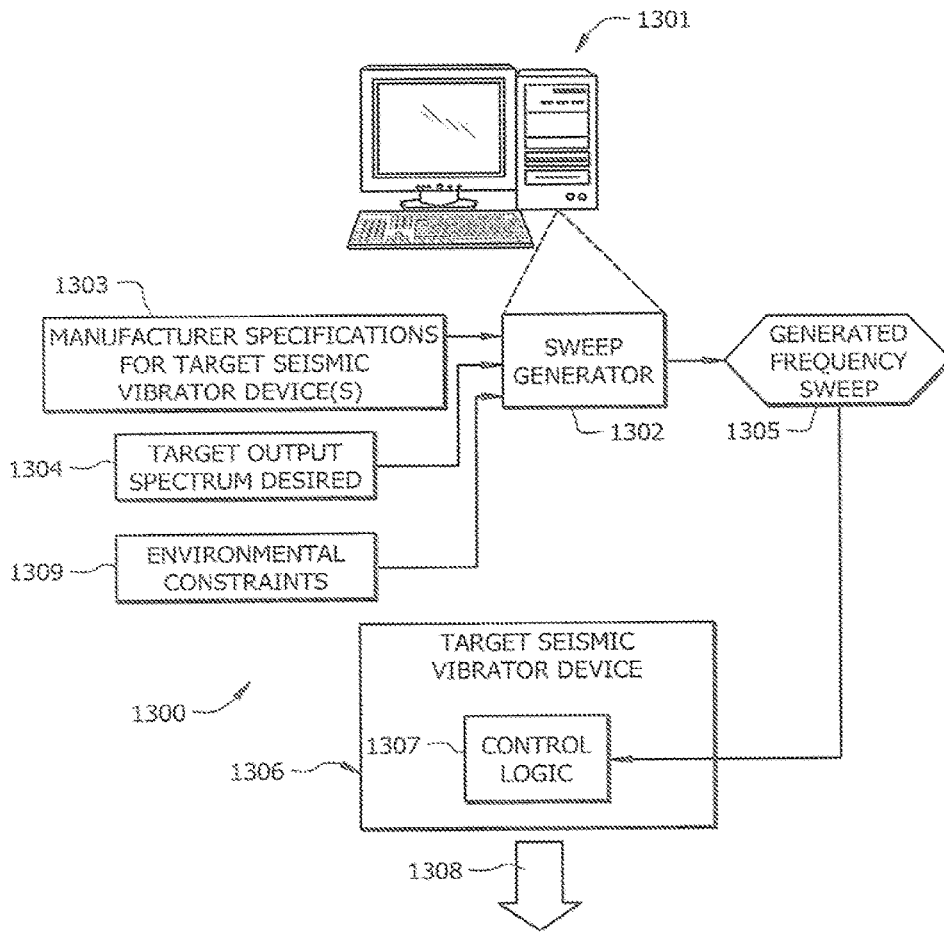 1301
1303
MANUFACTURER SPECIFICATIONS
FOR TARGET SEISMIC
VIBRATOR DEVICE(S)
SWEEP
GENERATOR
1302
GENERATED
FREQUENCY
SWEEP
1305
1304
TARGET OUTPUT
SPECTRUM DESIRED
1309
ENVIRONMENTAL
CONSTRAINTS
TARGET SEISMIC
VIBRATOR DEVICE
1300
1307
CONTROL
LOGIC
1306
1308